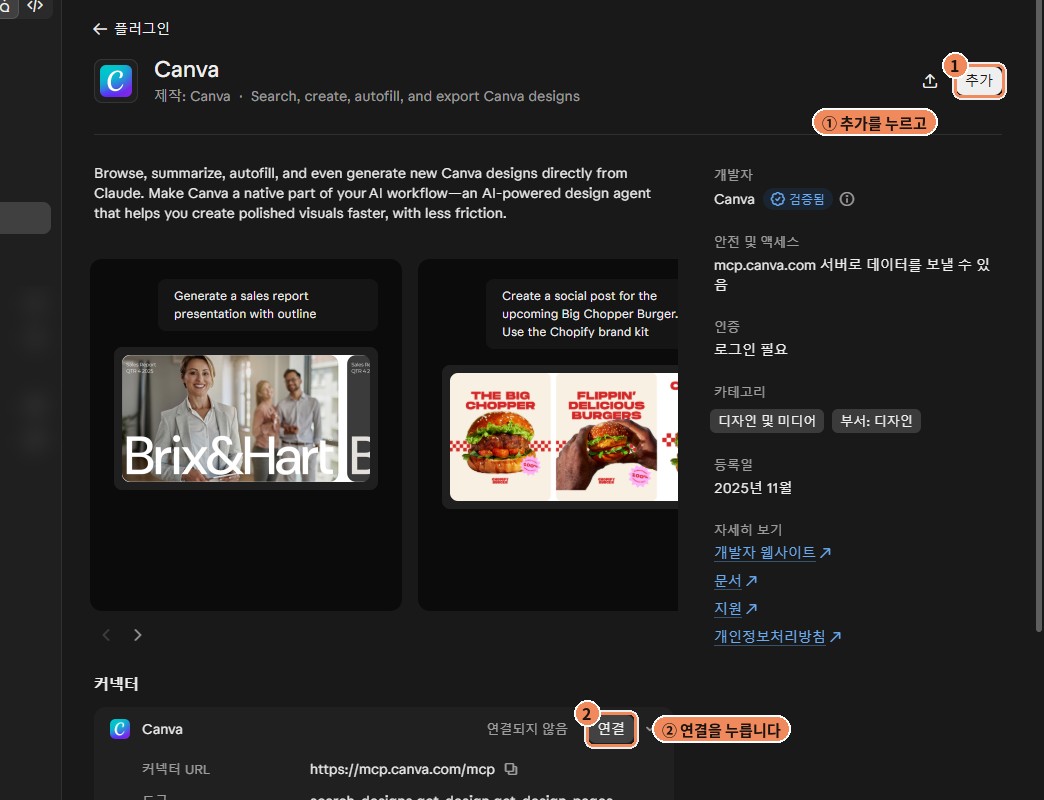 ← 플러그인
Canva
제작: Canva · Search, create, autofill, and export Canva designs
1
추가
① 추가를 누르고
Browse, summarize, autofill, and even generate new Canva designs directly from
Claude. Make Canva a native part of your AI workflow—an AI-powered design agent
that helps you create polished visuals faster, with less friction.
Generate a sales report
presentation with outline
Sales Report
QTR 4 2025
Brix&Hart
Create a social post for the
upcoming Big Chopper Burger.
Use the Chopify brand kit
THE BIG
CHOPPER
100%
FLIPPIN'
DELICIOUS
BURGERS
100%
개발자
Canva 검증됨
안전 및 액세스
mcp.canva.com 서버로 데이터를 보낼 수 있
음
인증
로그인 필요
카테고리
디자인 및 미디어 부서: 디자인
등록일
2025년 11월
자세히 보기
개발자 웹사이트
문서
지원
개인정보처리방침
커넥터
Canva
연결되지 않음
2
연결
② 연결을 누릅니다
커넥터 URL
https://mcp.canva.com/mcp